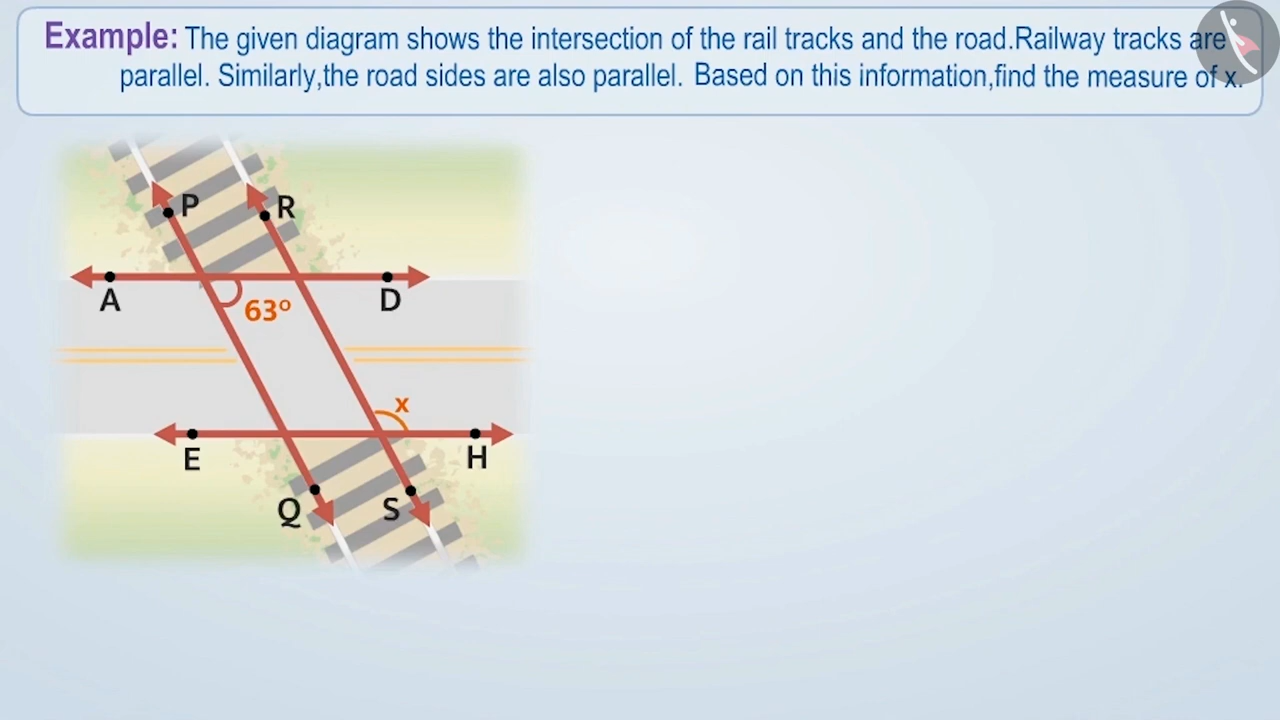 Example: The given diagram shows the intersection of the rail tracks and the road.Railway tracks are
parallel. Similarly,the road sides are also parallel. Based on this information,find the measure of x.
P
R
A
D
63º
x
E
H
Q
S